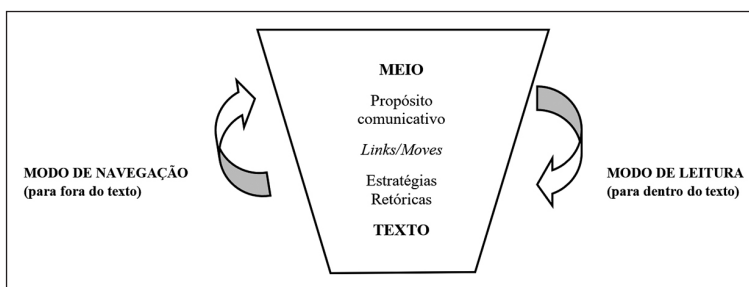 MEIO
Propósito
comunicativo
Links/Moves
Estratégias
Retóricas
TEXTO
MODO DE NAVEGAÇÃO
(para fora do texto)
MODO DE LEITURA
(para dentro do texto)